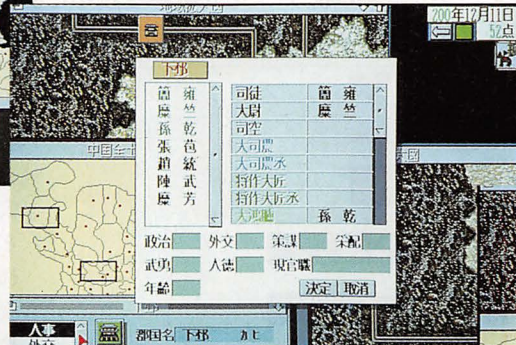 200年12月11日
52点
下邳
簡雍
糜竺
孫乾
張苞
趙統
陳武
糜芳
司徒 簡雍
大尉 糜竺
司空
大司農
大司農丞
将作大匠
将作大匠丞
大鴻臚 孫乾
政治 外交 策謀 采配
武勇 人徳 現官職
年齢 決定 取消
人事
外交
郡国名 下邳 カヒ